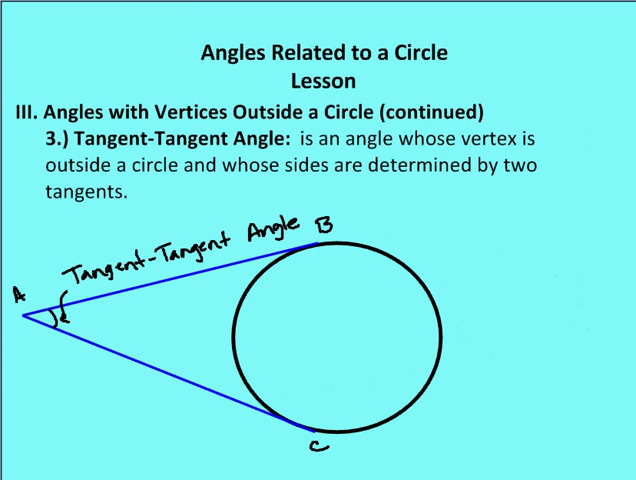 Angles Related to a Circle
Lesson
III. Angles with Vertices Outside a Circle (continued)
3.) Tangent-Tangent Angle: is an angle whose vertex is
outside a circle and whose sides are determined by two
tangents.
Tangent-Tangent Angle
B
A
C